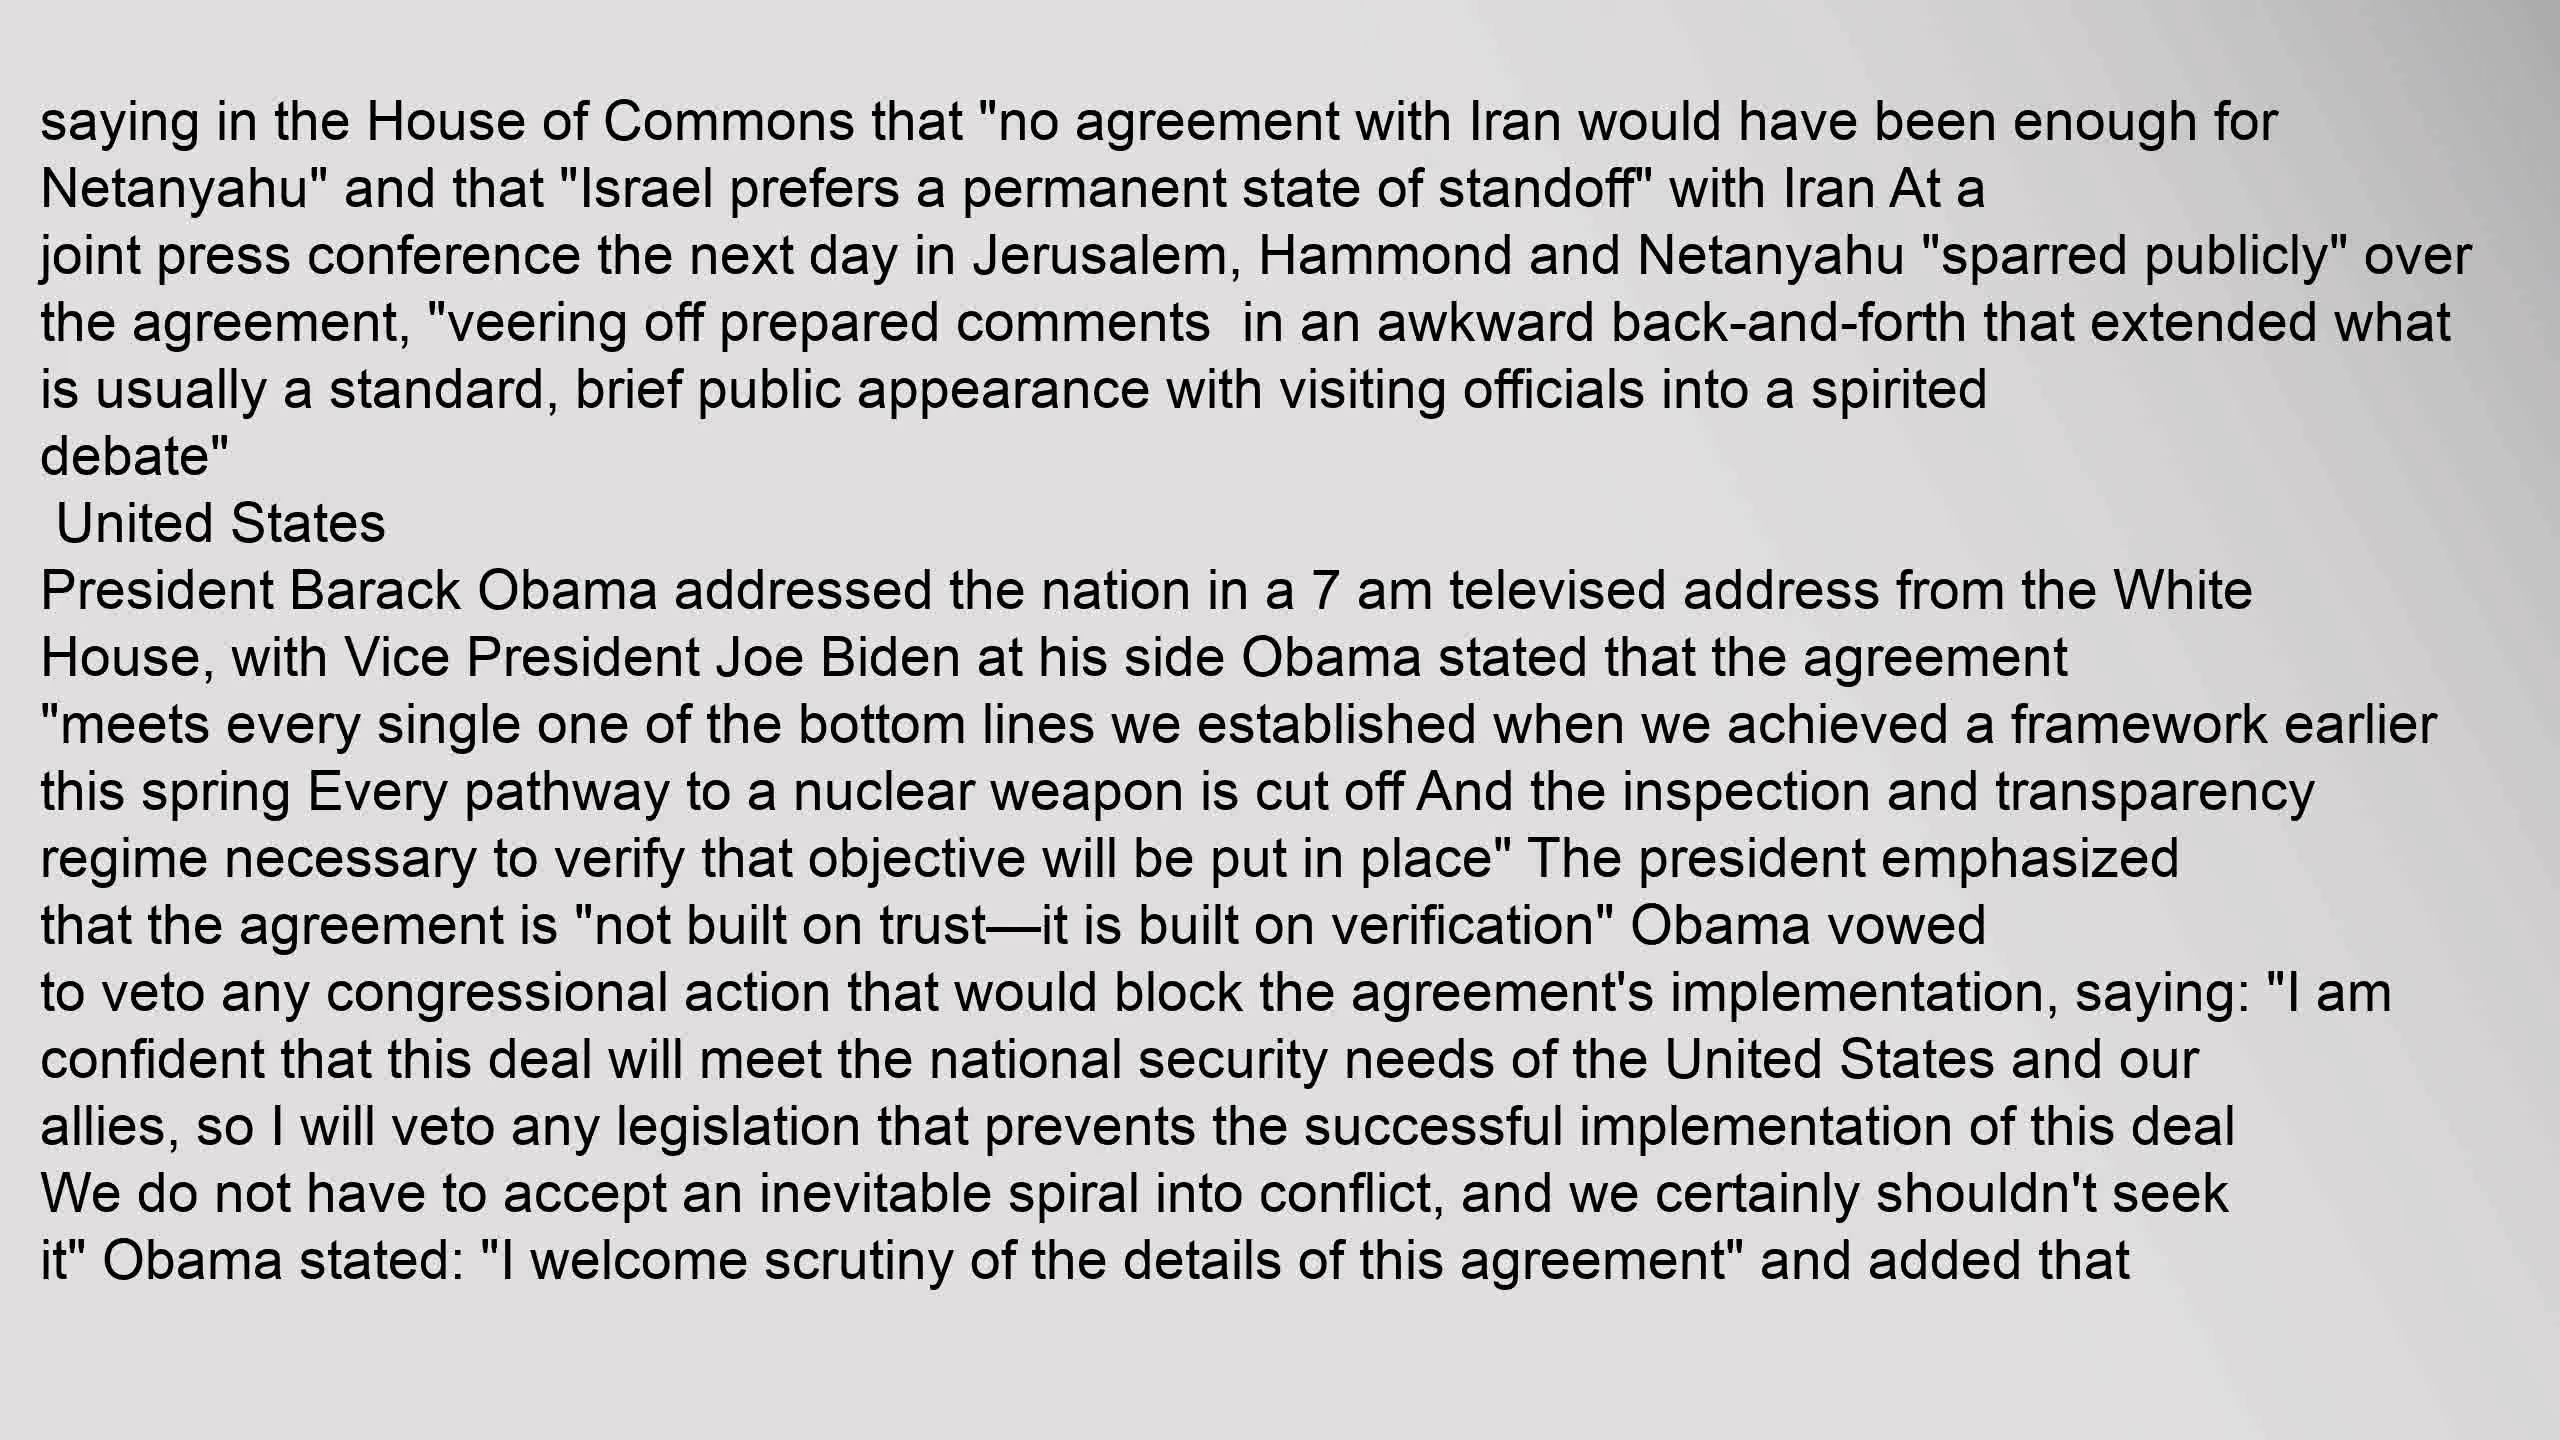 saying in the House of Commons that "no agreement with Iran would have been enough for
Netanyahu" and that "Israel prefers a permanent state of standoff" with Iran At a
joint press conference the next day in Jerusalem, Hammond and Netanyahu "sparred publicly" over
the agreement, "veering off prepared comments  in an awkward back-and-forth that extended what
is usually a standard, brief public appearance with visiting officials into a spirited
debate"
United States
President Barack Obama addressed the nation in a 7 am televised address from the White
House, with Vice President Joe Biden at his side Obama stated that the agreement
"meets every single one of the bottom lines we established when we achieved a framework earlier
this spring Every pathway to a nuclear weapon is cut off And the inspection and transparency
regime necessary to verify that objective will be put in place" The president emphasized
that the agreement is "not built on trust—it is built on verification" Obama vowed
to veto any congressional action that would block the agreement's implementation, saying: "I am
confident that this deal will meet the national security needs of the United States and our
allies, so I will veto any legislation that prevents the successful implementation of this deal
We do not have to accept an inevitable spiral into conflict, and we certainly shouldn't seek
it" Obama stated: "I welcome scrutiny of the details of this agreement" and added that